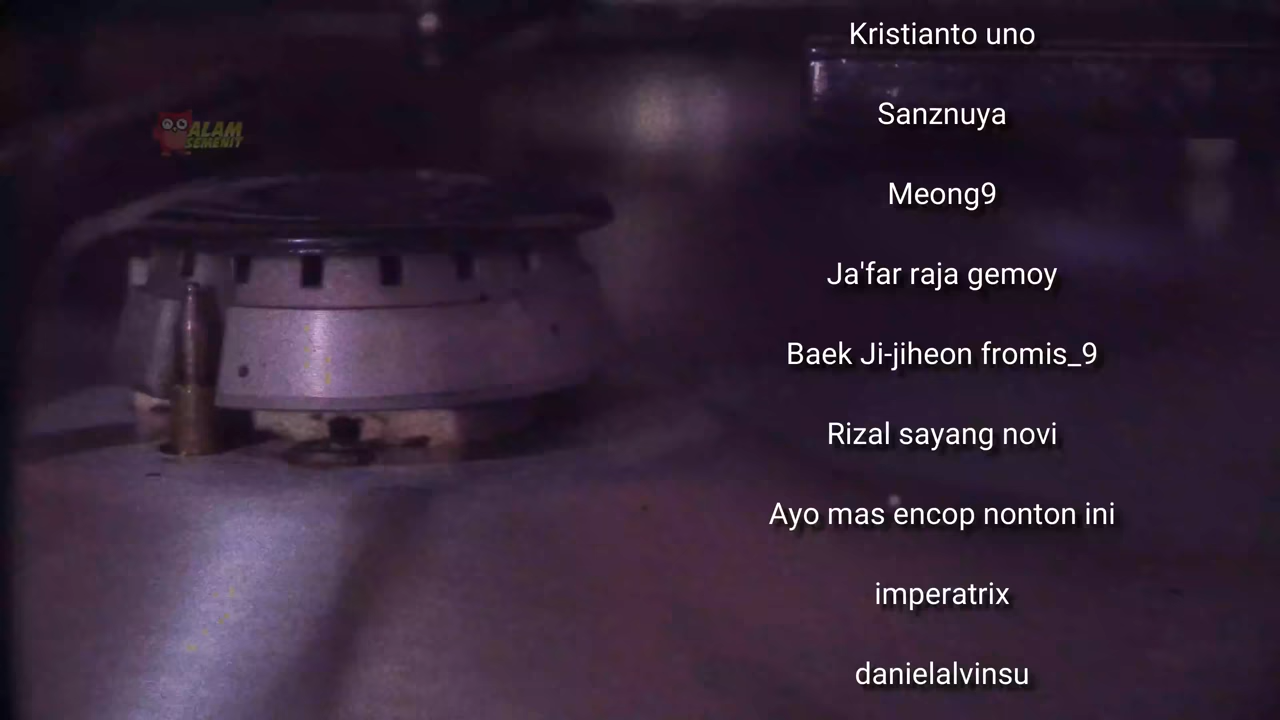 Kristianto uno
ALAM
SEMENIT
Sanznuya
Meong9
Ja'far raja gemoy
Baek Ji-jiheon fromis_9
Rizal sayang novi
Ayo mas encop nonton ini
imperatrix
danielalvinsu